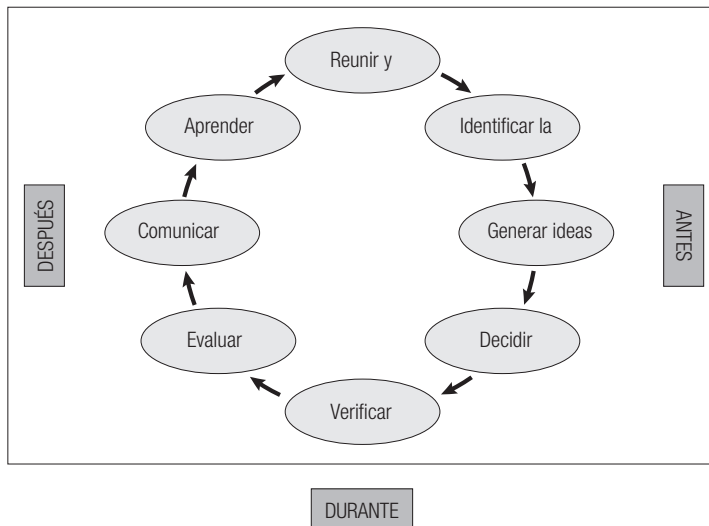 Reunir y
Identificar la
Generar ideas
Decidir
Verificar
Evaluar
Comunicar
Aprender
ANTES
DURANTE
DESPUÉS